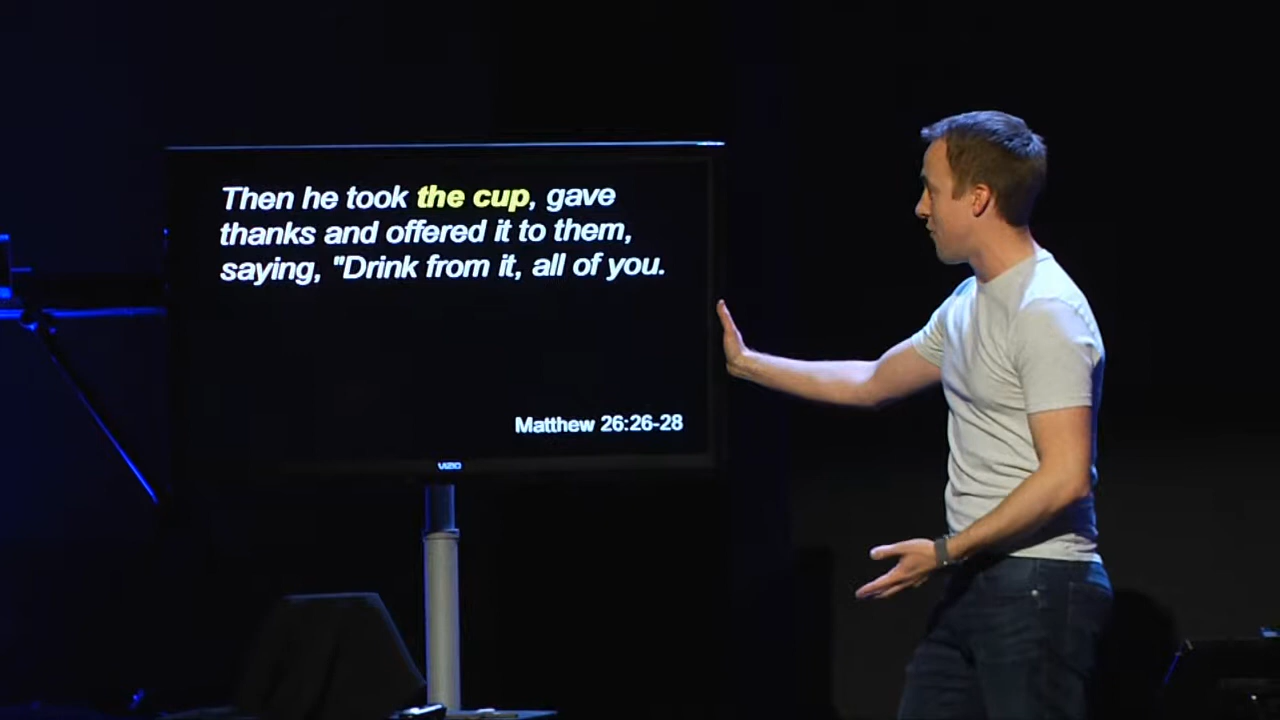 Then he took the cup, gave
thanks and offered it to them,
saying, "Drink from it, all of you.
Matthew 26:26-28
VIZIO